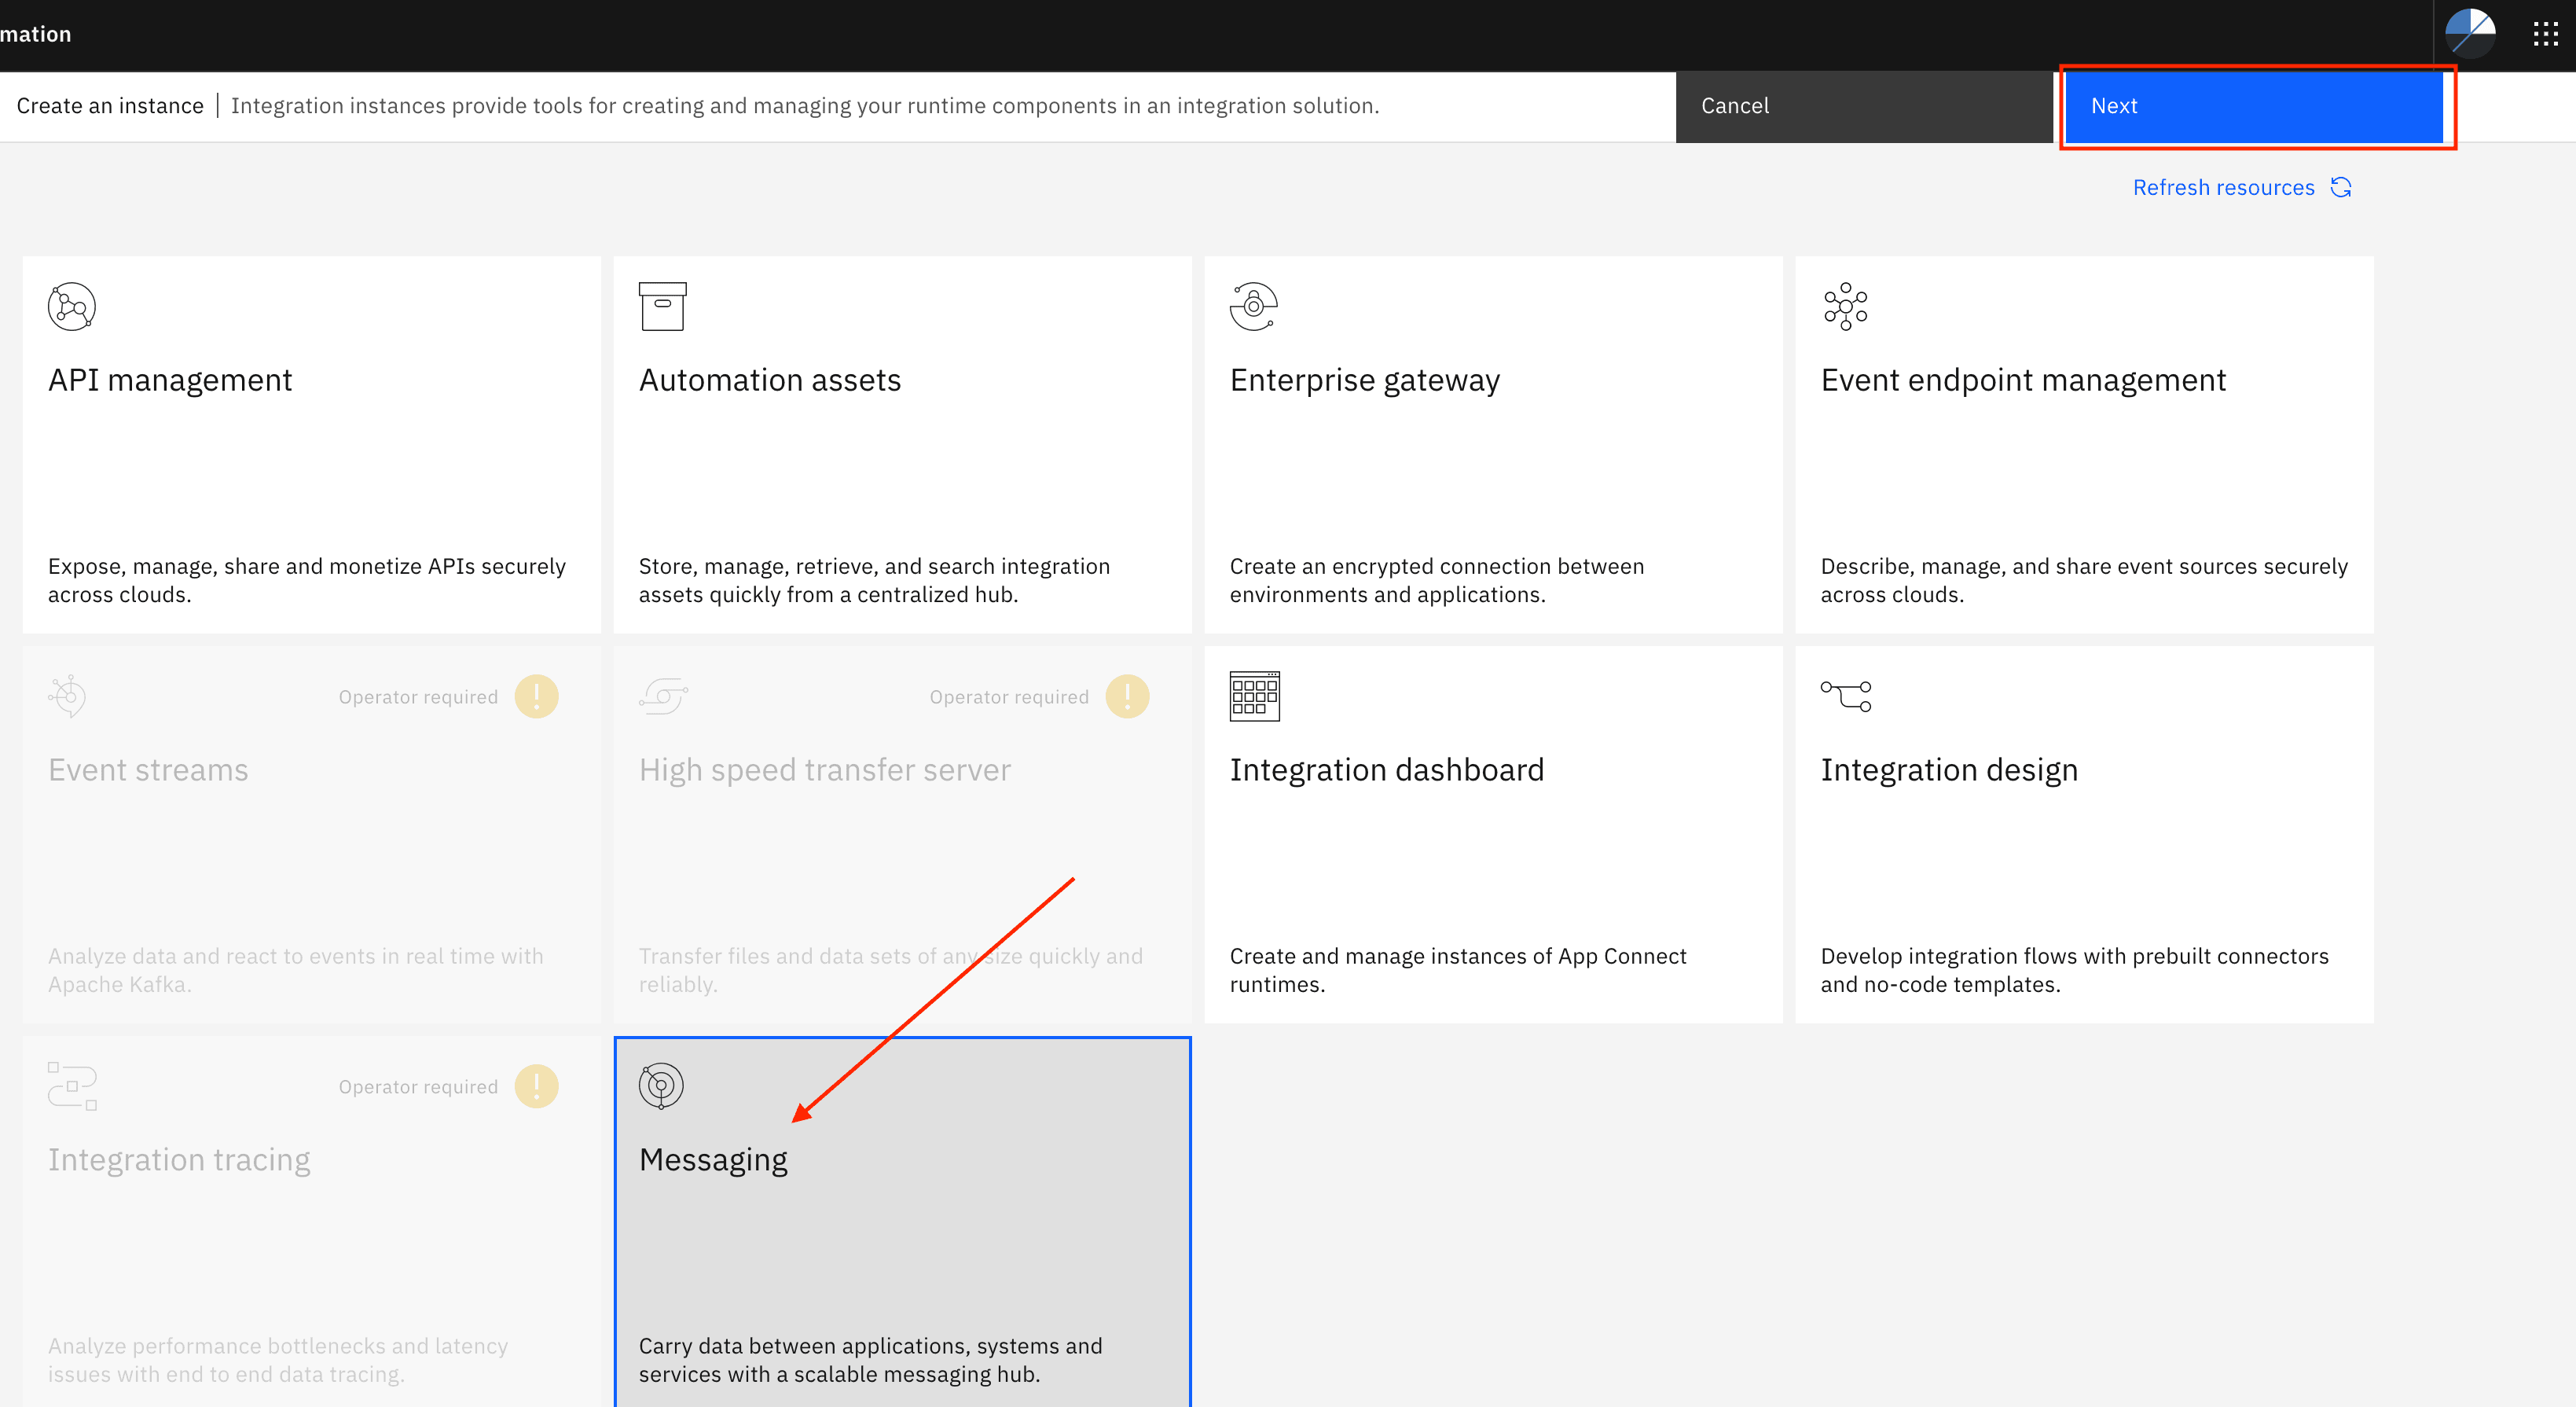 mation
Create an instance | Integration instances provide tools for creating and managing your runtime components in an integration solution.
Cancel
Next
Refresh resources
API management
Expose, manage, share and monetize APIs securely
across clouds.
Automation assets
Store, manage, retrieve, and search integration
assets quickly from a centralized hub.
Enterprise gateway
Create an encrypted connection between
environments and applications.
Event endpoint management
Describe, manage, and share event sources securely
across clouds.
Operator required
Event streams
Analyze data and react to events in real time with
Apache Kafka.
Operator required
High speed transfer server
Transfer files and data sets of any size quickly and
reliably.
Integration dashboard
Create and manage instances of App Connect
runtimes.
Integration design
Develop integration flows with prebuilt connectors
and no-code templates.
Operator required
Integration tracing
Analyze performance bottlenecks and latency
issues with end to end data tracing.
Messaging
Carry data between applications, systems and
services with a scalable messaging hub.